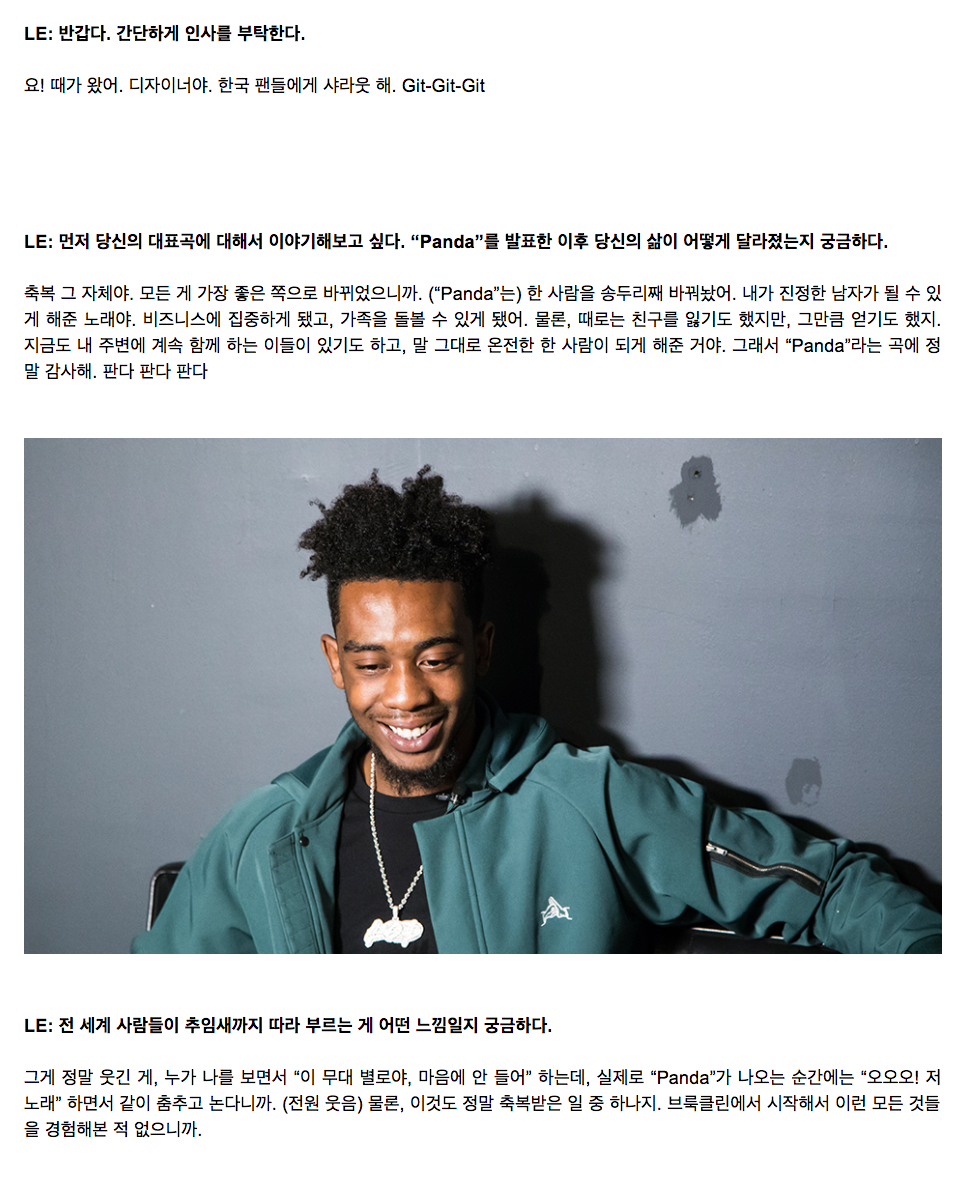 LE: 반갑다. 간단하게 인사를 부탁한다.
요! 때가 왔어. 디자이너야. 한국 팬들에게 샤라웃 해. Git-Git-Git
LE: 먼저 당신의 대표곡에 대해서 이야기해보고 싶다. “Panda”를 발표한 이후 당신의 삶이 어떻게 달라졌는지 궁금하다.
축복 그 자체야. 모든 게 가장 좋은 쪽으로 바뀌었으니까. (“Panda”는) 한 사람을 송두리째 바꿔놨어. 내가 진정한 남자가 될 수 있
게 해준 노래야. 비즈니스에 집중하게 됐고, 가족을 돌볼 수 있게 됐어. 물론, 때로는 친구를 잃기도 했지만, 그만큼 얻기도 했지.
지금도 내 주변에 계속 함께 하는 이들이 있기도 하고, 말 그대로 온전한 한 사람이 되게 해준 거야. 그래서 “Panda”라는 곡에 정
말 감사해. 판다 판다 판다
LE: 전 세계 사람들이 추임새까지 따라 부르는 게 어떤 느낌일지 궁금하다.
그게 정말 웃긴 게, 누가 나를 보면서 “이 무대 별로야, 마음에 안 들어” 하는데, 실제로 “Panda”가 나오는 순간에는 “오오오! 저
노래” 하면서 같이 춤추고 논다니까. (전원 웃음) 물론, 이것도 정말 축복받은 일 중 하나지. 브룩클린에서 시작해서 이런 모든 것들
을 경험해본 적 없으니까.